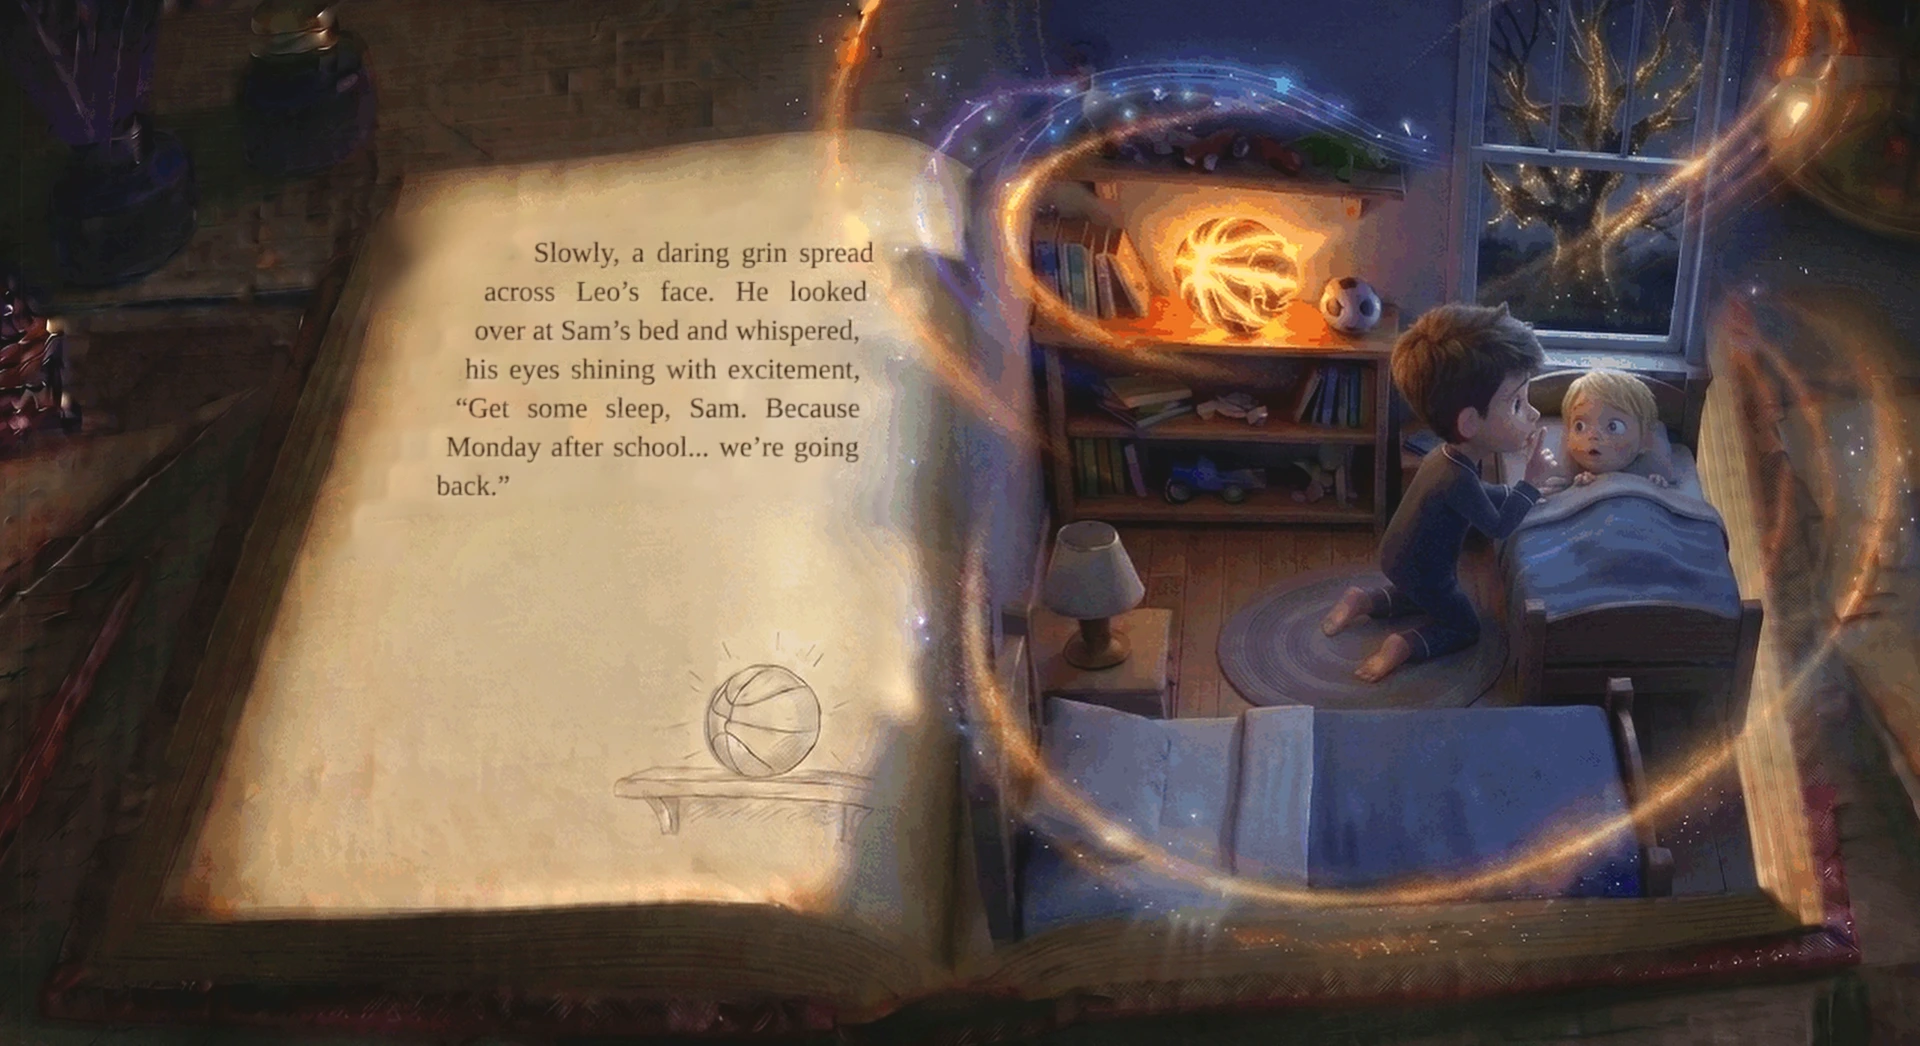 Slowly, a daring grin spread
across Leo’s face. He looked
over at Sam’s bed and whispered,
his eyes shining with excitement,
“Get some sleep, Sam. Because
Monday after school... we’re going
back.”